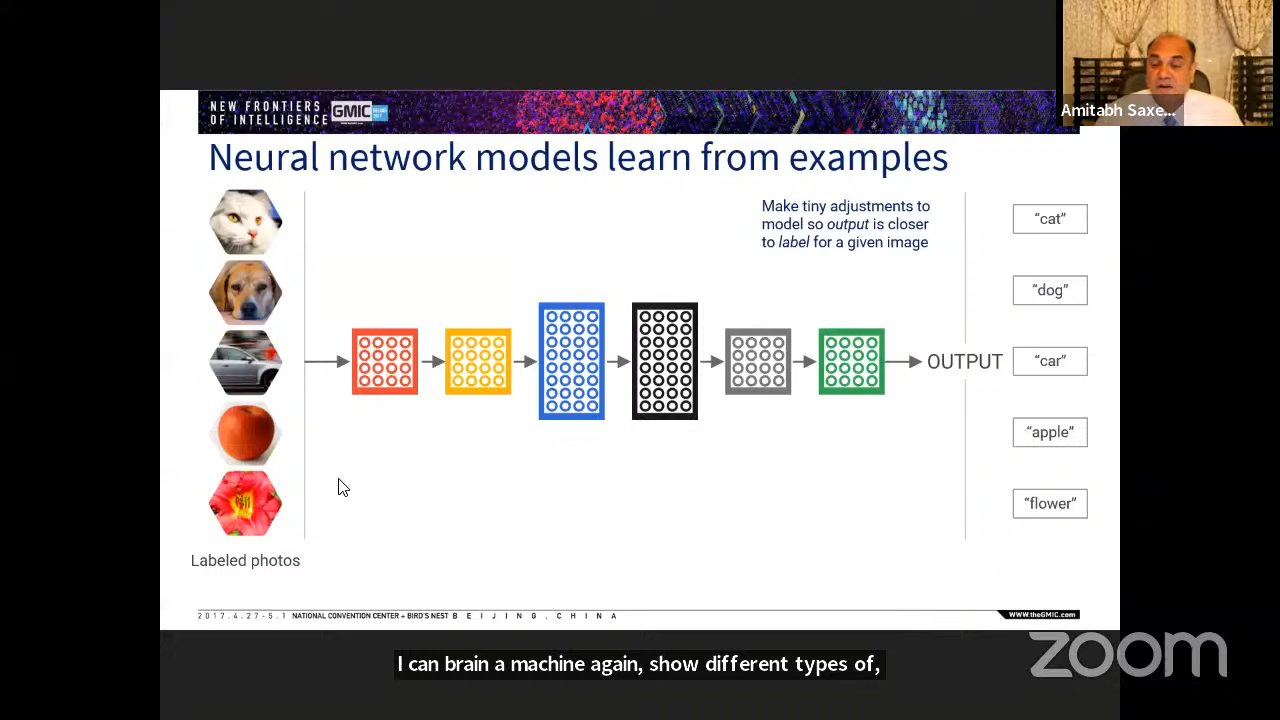 NEW FRONTIERS
OF INTELLIGENCE
GMIC
Amitabh Saxe...
Neural network models learn from examples
Make tiny adjustments to
model so output is closer
to label for a given image
"cat"
"dog"
OUTPUT
"car"
"apple"
"flower"
Labeled photos
2017.4.27-5.1 NATIONAL CONVENTION CENTER + BIRD'S NEST BEIJING, CHINA
WWW.theGMIC.com
I can brain a machine again, show different types of,
zoom